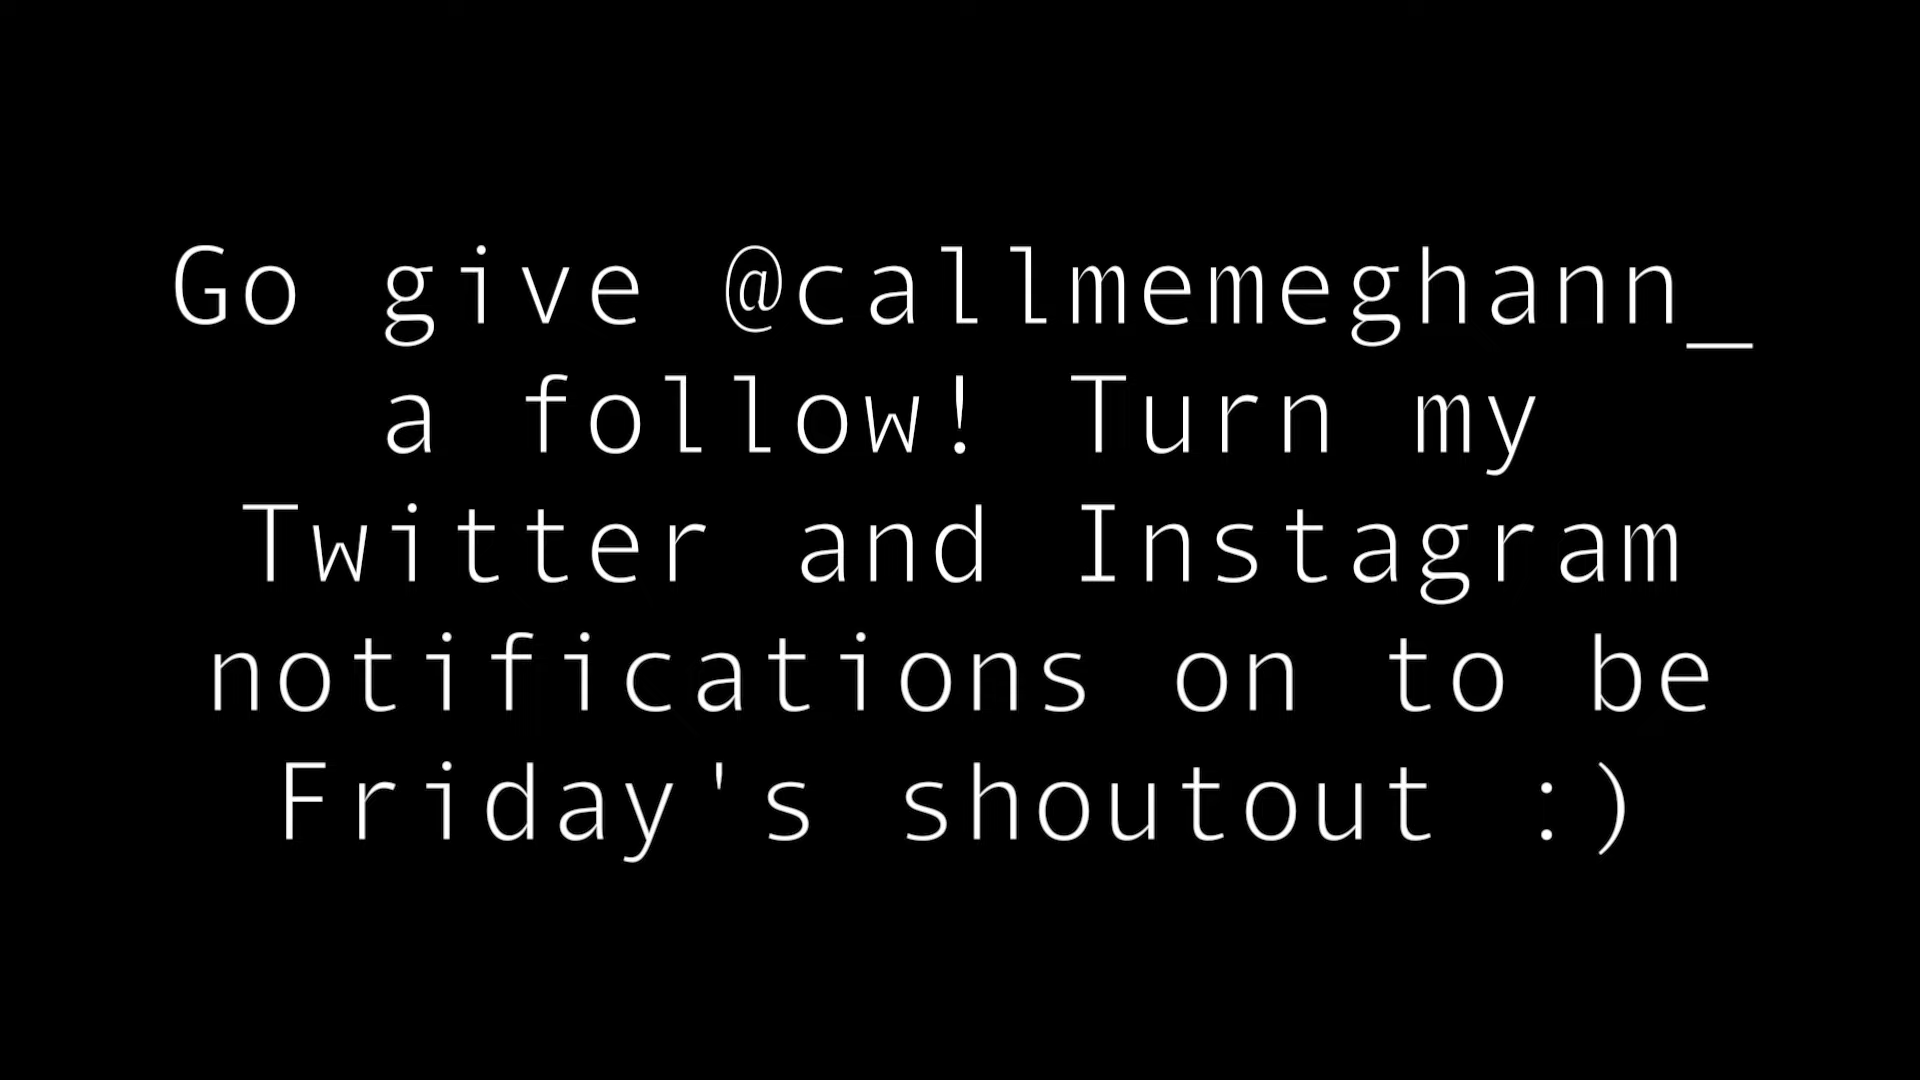 Go give @callmemeghann_
a follow! Turn my
Twitter and Instagram
notifications on to be
Friday's shoutout :)